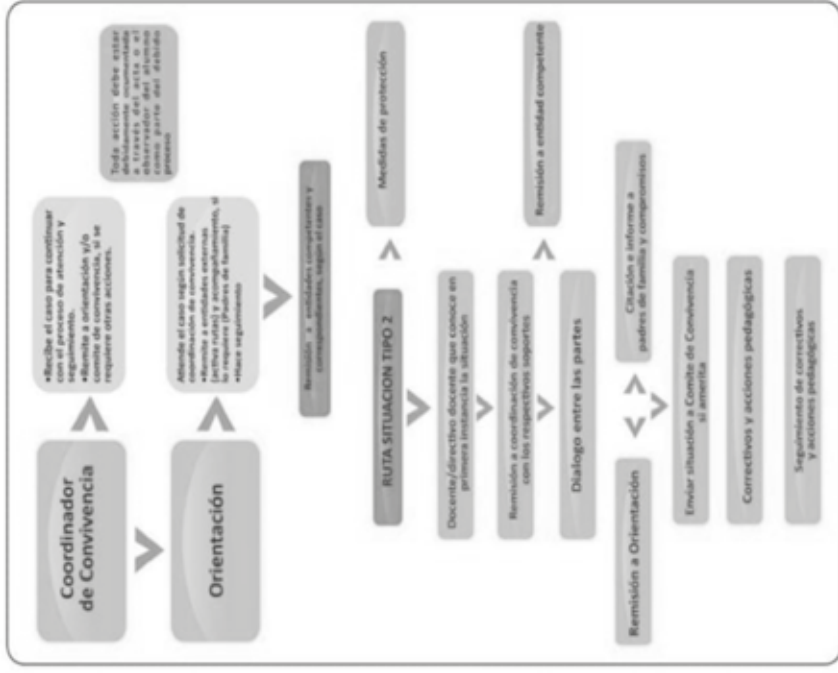 Coordinador
de Convivencia
•Recibe el caso para continuar
con el proceso de atención y
seguimiento.
•Remite a orientación y/o
comite de convivencia, si se
requiere otras acciones.
Toda acción debe estar
debidamente ocumentada
a través del acta o el
observador del alumno
como parte del debido
proceso
Orientación
Atiende el caso según solicitud de
coordinación de convivencia.
•Remite a entidades externas
(activa rutas) y acompañamiento, si
lo requiere (Padres de familia)
•Hace seguimiento
Remisión a entidades competentes y
correspondientes, según el caso
RUTA SITUACION TIPO 2
Medidas de protección
Docente/directivo docente que conoce en
primera instancia la situación
Remisión a coordinación de convivencia
con los respectivos soportes
Dialogo entre las partes
Remisión a entidad competente
Remisión a Orientación
Citación e informe a
padres de familia y compromisos
Enviar situación a Comite de Convivencia
si amerita
Correctivos y acciones pedagógicas
Seguimiento de correctivos
y acciones pedagógicas